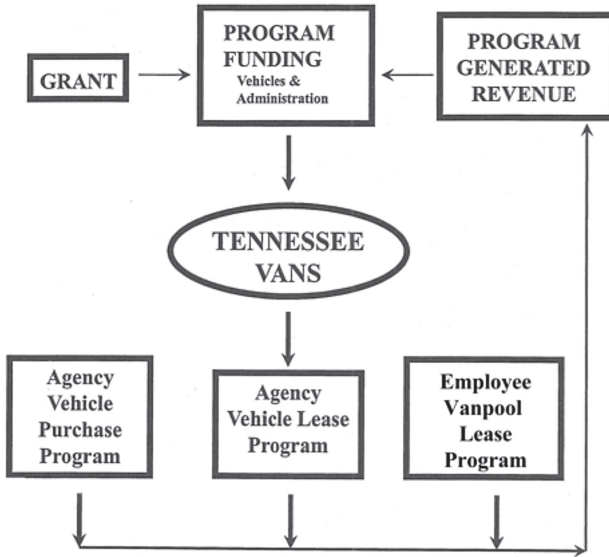 GRANT
PROGRAM
FUNDING
Vehicles &
Administration
PROGRAM
GENERATED
REVENUE
TENNESSEE
VANS
Agency
Vehicle
Purchase
Program
Agency
Vehicle Lease
Program
Employee
Vanpool
Lease
Program